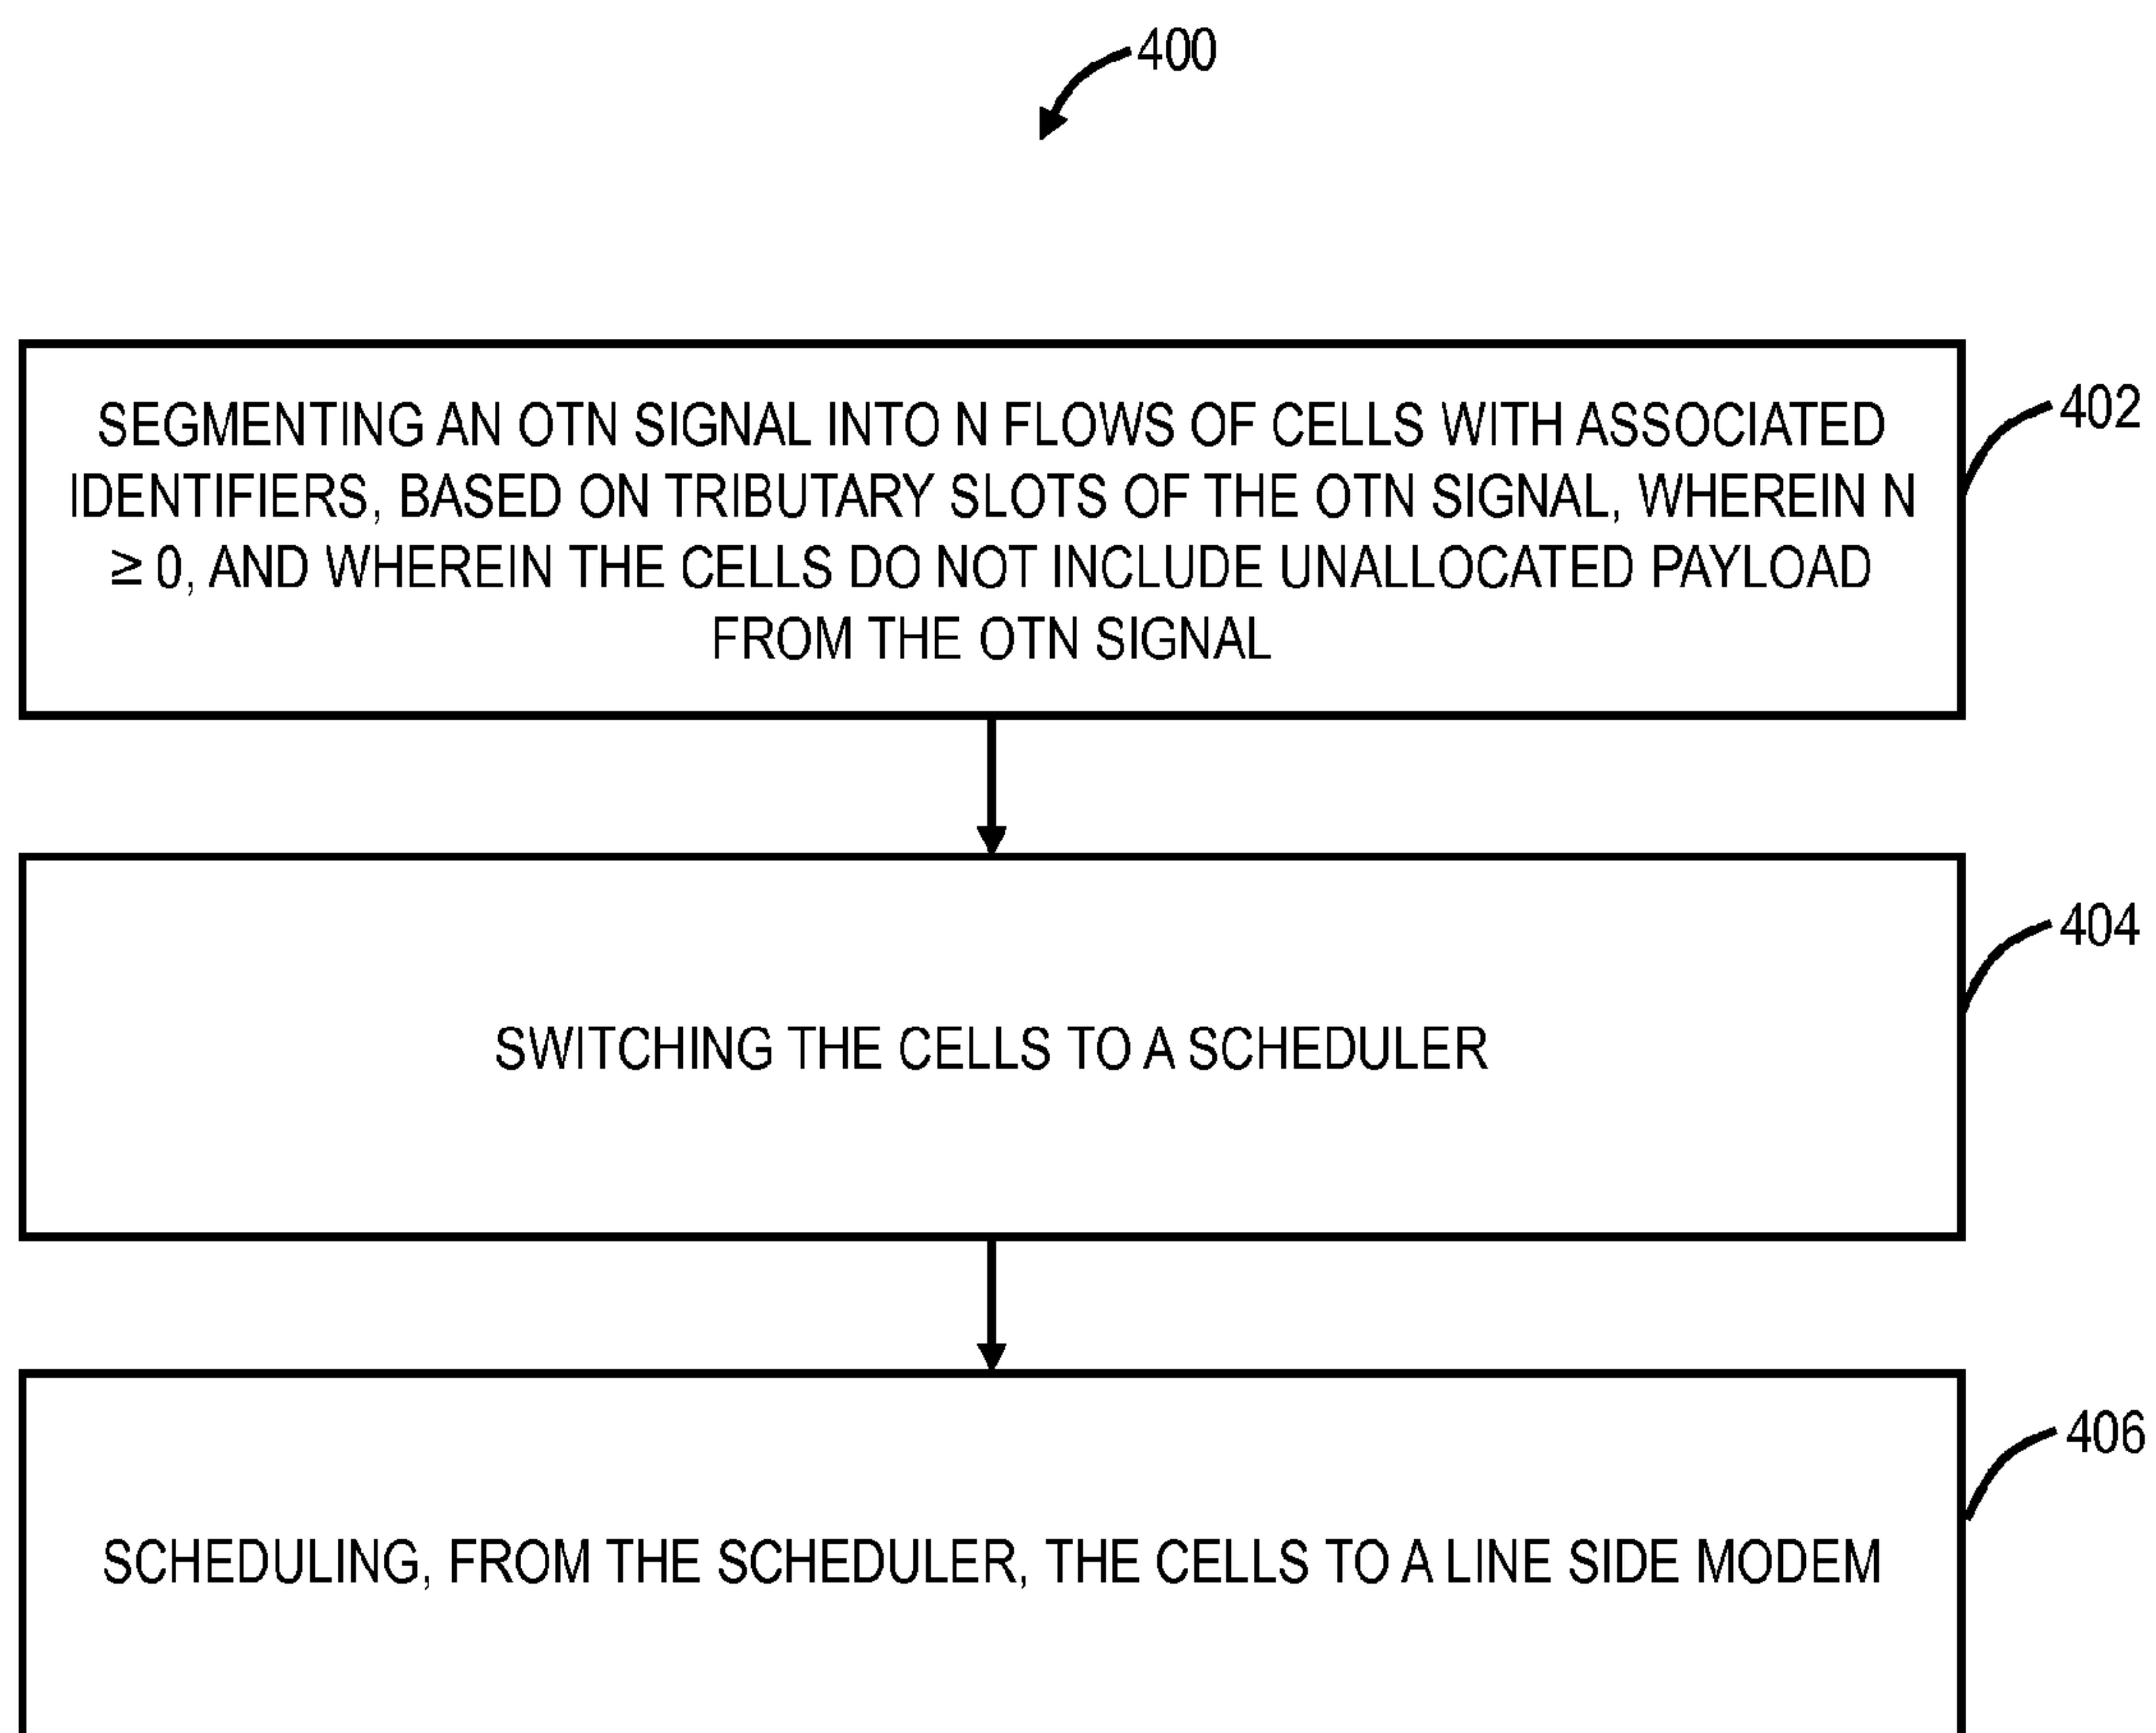 400
SEGMENTING AN OTN SIGNAL INTO N FLOWS OF CELLS WITH ASSOCIATED
IDENTIFIERS, BASED ON TRIBUTARY SLOTS OF THE OTN SIGNAL, WHEREIN N
≥ 0, AND WHEREIN THE CELLS DO NOT INCLUDE UNALLOCATED PAYLOAD
FROM THE OTN SIGNAL
402
SWITCHING THE CELLS TO A SCHEDULER
404
SCHEDULING, FROM THE SCHEDULER, THE CELLS TO A LINE SIDE MODEM
406